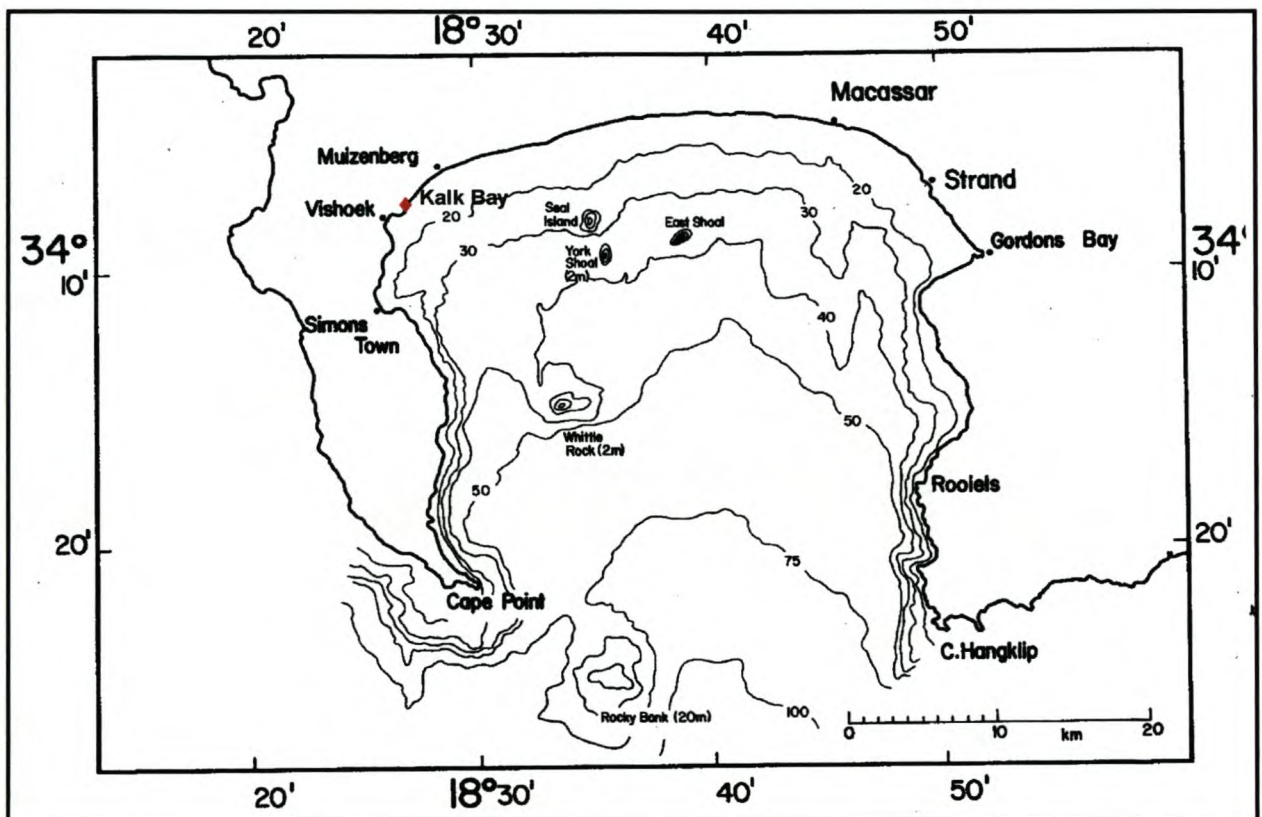 20' 18° 30' 40' 50'
Macassar
Muizenberg
Strand
Kalk Bay
Vishoek
20
20
30
Seal
Island
East Shoal
34°
10'
30
York
Shoal
(2m)
Gordons Bay
34°
10'
Simons
Town
40
50
Whittle
Rock (2m)
50
Rooiels
20'
75
20'
Cape Point
C.Hangklip
Rocky Bank (20m)
100
0 10 20
km
20' 18° 30' 40' 50'